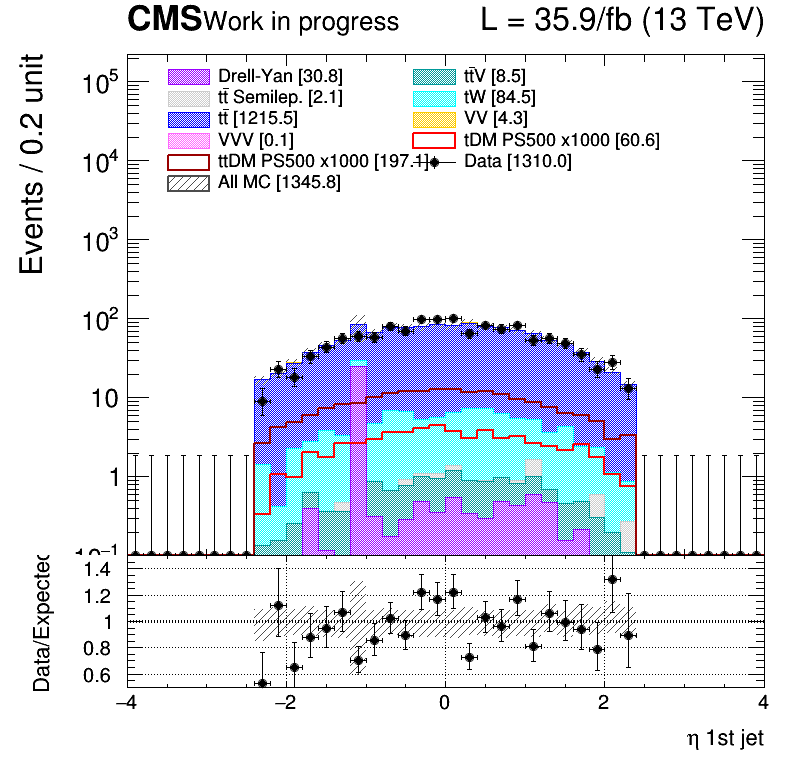 CMS Work in progress L = 35.9/fb (13 TeV)
Events / 0.2 unit
Drell-Yan [30.8] tt̄V [8.5]
tt̄ Semilep. [2.1] tW [84.5]
tt̄ [1215.5] VV [4.3]
VVV [0.1] tDM PS500 x1000 [60.6]
ttDM PS500 x1000 [197.1] Data [1310.0]
All MC [1345.8]
10⁵
10⁴
10³
10²
10
1
10⁻¹
Data/Expected
1.4
1.2
1
0.8
0.6
−4 −2 0 2 4
η 1st jet